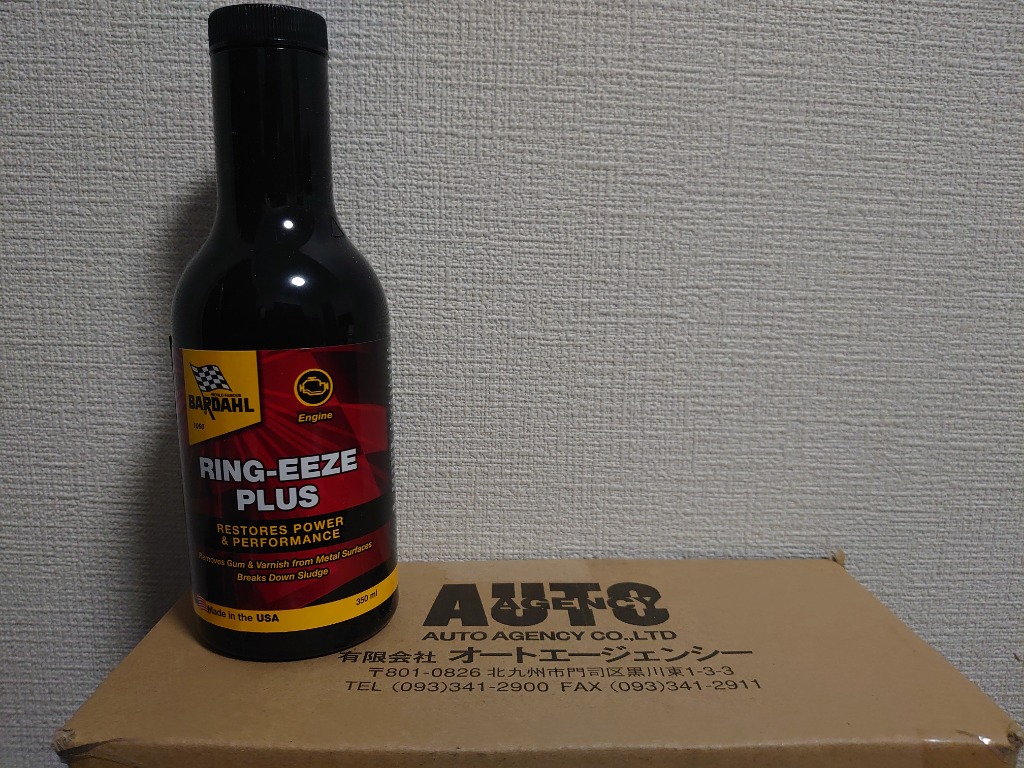 WORLD FAMOUS
BARDAHL
Engine
RING-EEZE
PLUS
RESTORES POWER
& PERFORMANCE
Removes Gum & Varnish from Metal Surfaces
Breaks Down Sludge
Made in the USA
350 ml
AUTO
AGENCY
AUTO AGENCY CO.,LTD
有限会社 オートエージェンシー
〒801-0826 北九州市門司区黒川東1-3-3
TEL (093)341-2900 FAX (093)341-2911